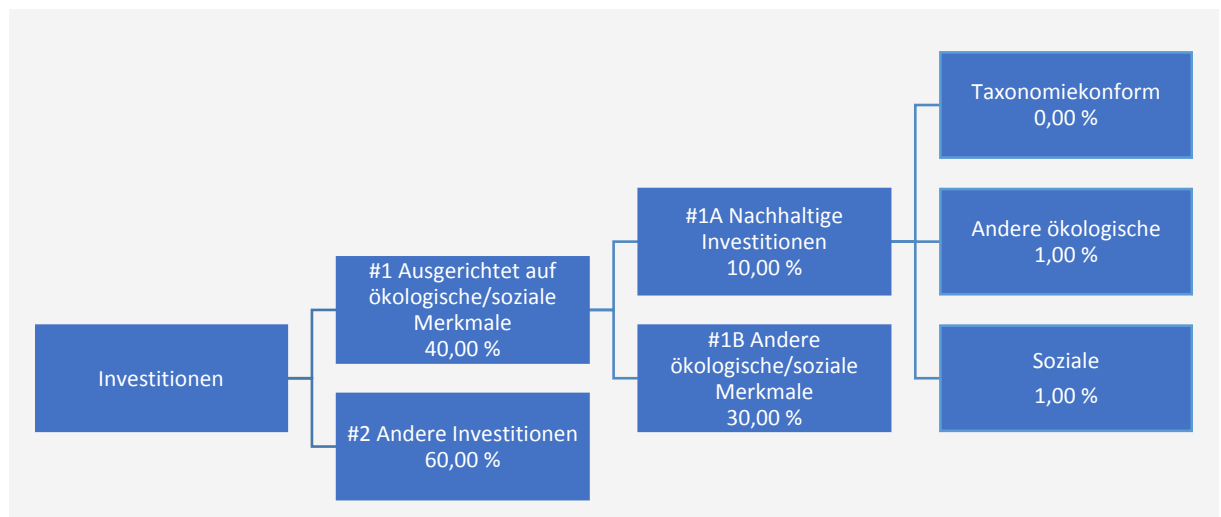 Investitionen
#1 Ausgerichtet auf
ökologische/soziale
Merkmale
40,00 %
#2 Andere Investitionen
60,00 %
#1A Nachhaltige
Investitionen
10,00 %
#1B Andere
ökologische/soziale
Merkmale
30,00 %
Taxonomiekonform
0,00 %
Andere ökologische
1,00 %
Soziale
1,00 %